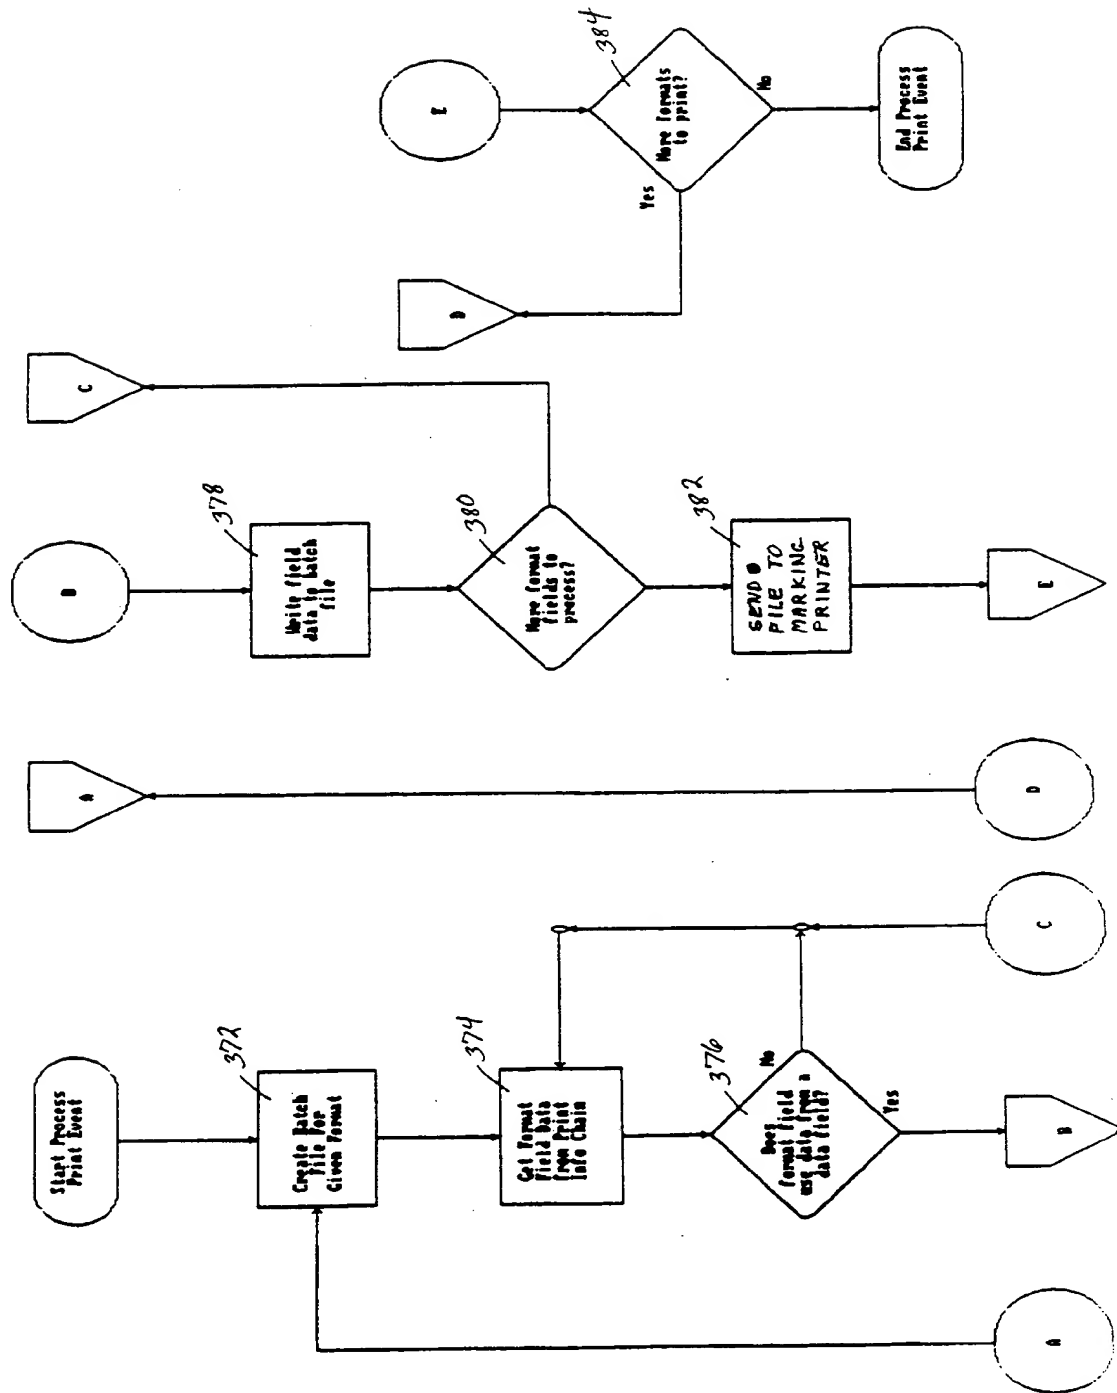 Start Process
Print Event
372
Create Batch
File For
Given Format
374
Get Format
Field Data
from Print
Info Chain
376
Does
format field
use data from a
data field?
No
Yes
B
A
C
D
A
B
378
Write field
data to batch
file
380
More format
fields to
process?
C
382
SEND
FILE TO
MARKING
PRINTER
E
E
384
More formats
to print?
Yes
No
D
End Process
Print Event